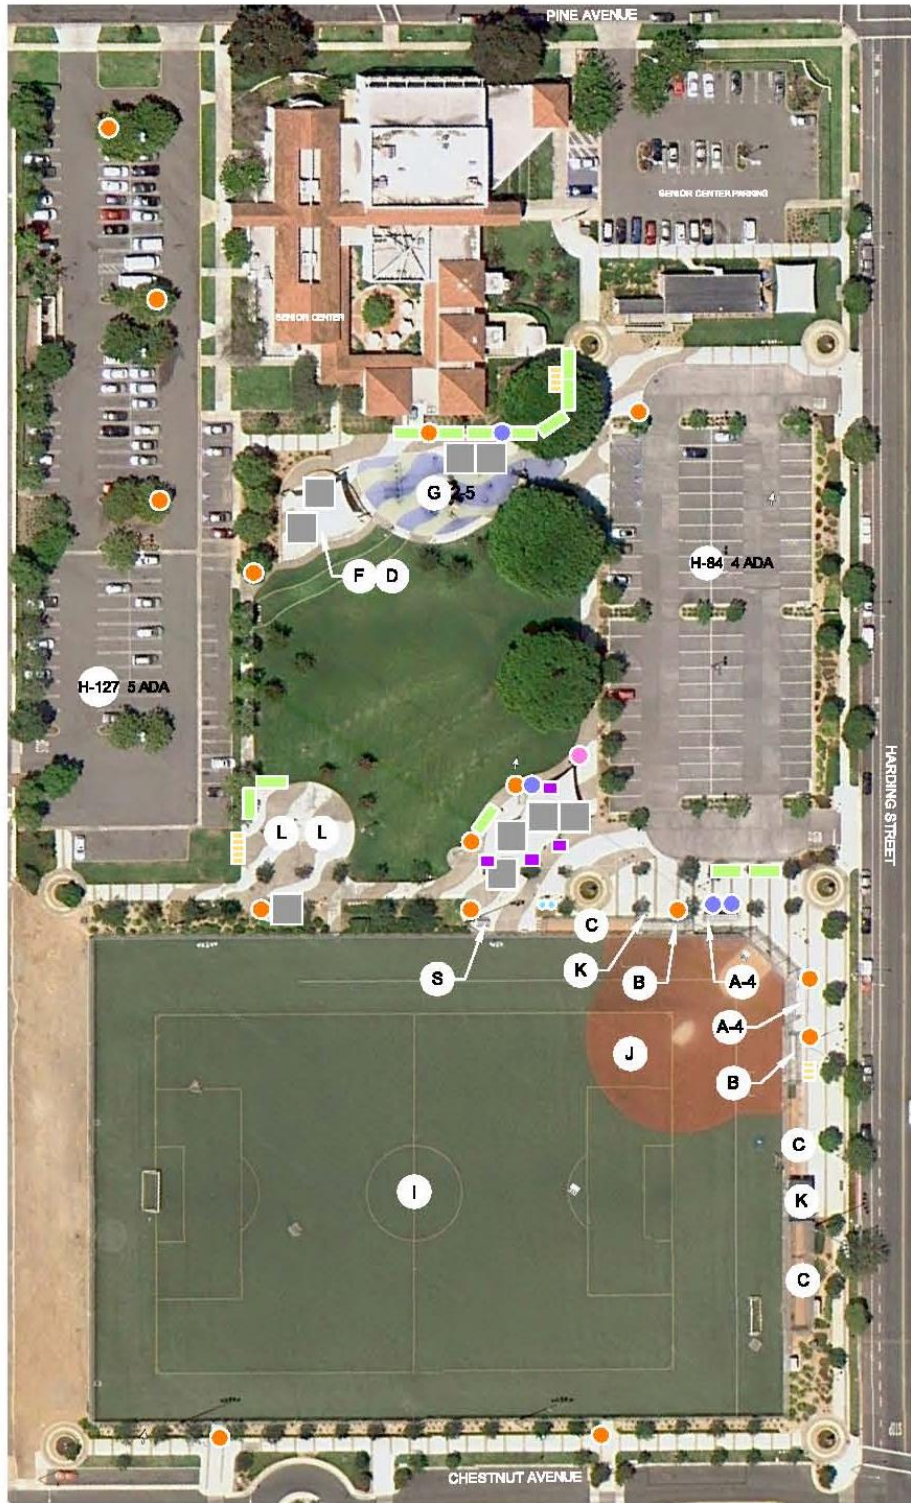 PINE AVENUE
SENIOR CENTER PARKING
SENIOR CENTER
G 2-5
F D
H-84 4 ADA
H-127 5 ADA
HARDING STREET
L L
C
S
K
B
A-4
A-4
J
B
C
I
K
C
STOP
CHESTNUT AVENUE